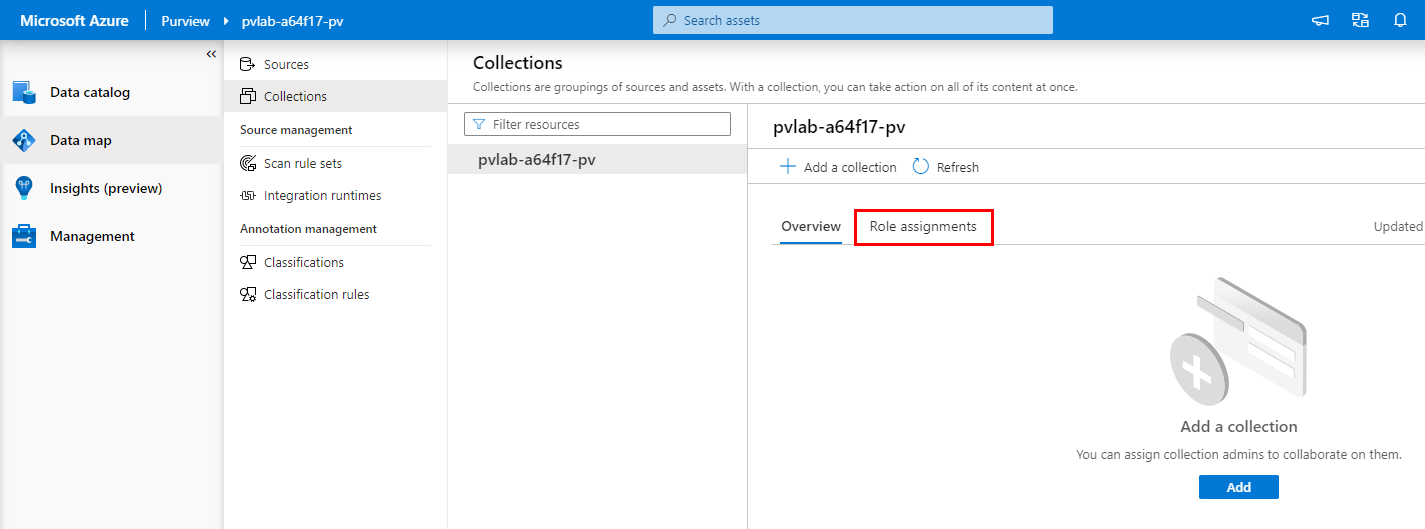 Microsoft Azure
Purview
pvlab-a64f17-pv
Search assets
Data catalog
Data map
Insights (preview)
Management
Sources
Collections
Source management
Scan rule sets
Integration runtimes
Annotation management
Classifications
Classification rules
Collections
Collections are groupings of sources and assets. With a collection, you can take action on all of its content at once.
Filter resources
pvlab-a64f17-pv
pvlab-a64f17-pv
Add a collection
Refresh
Overview
Role assignments
Updated
Add a collection
You can assign collection admins to collaborate on them.
Add